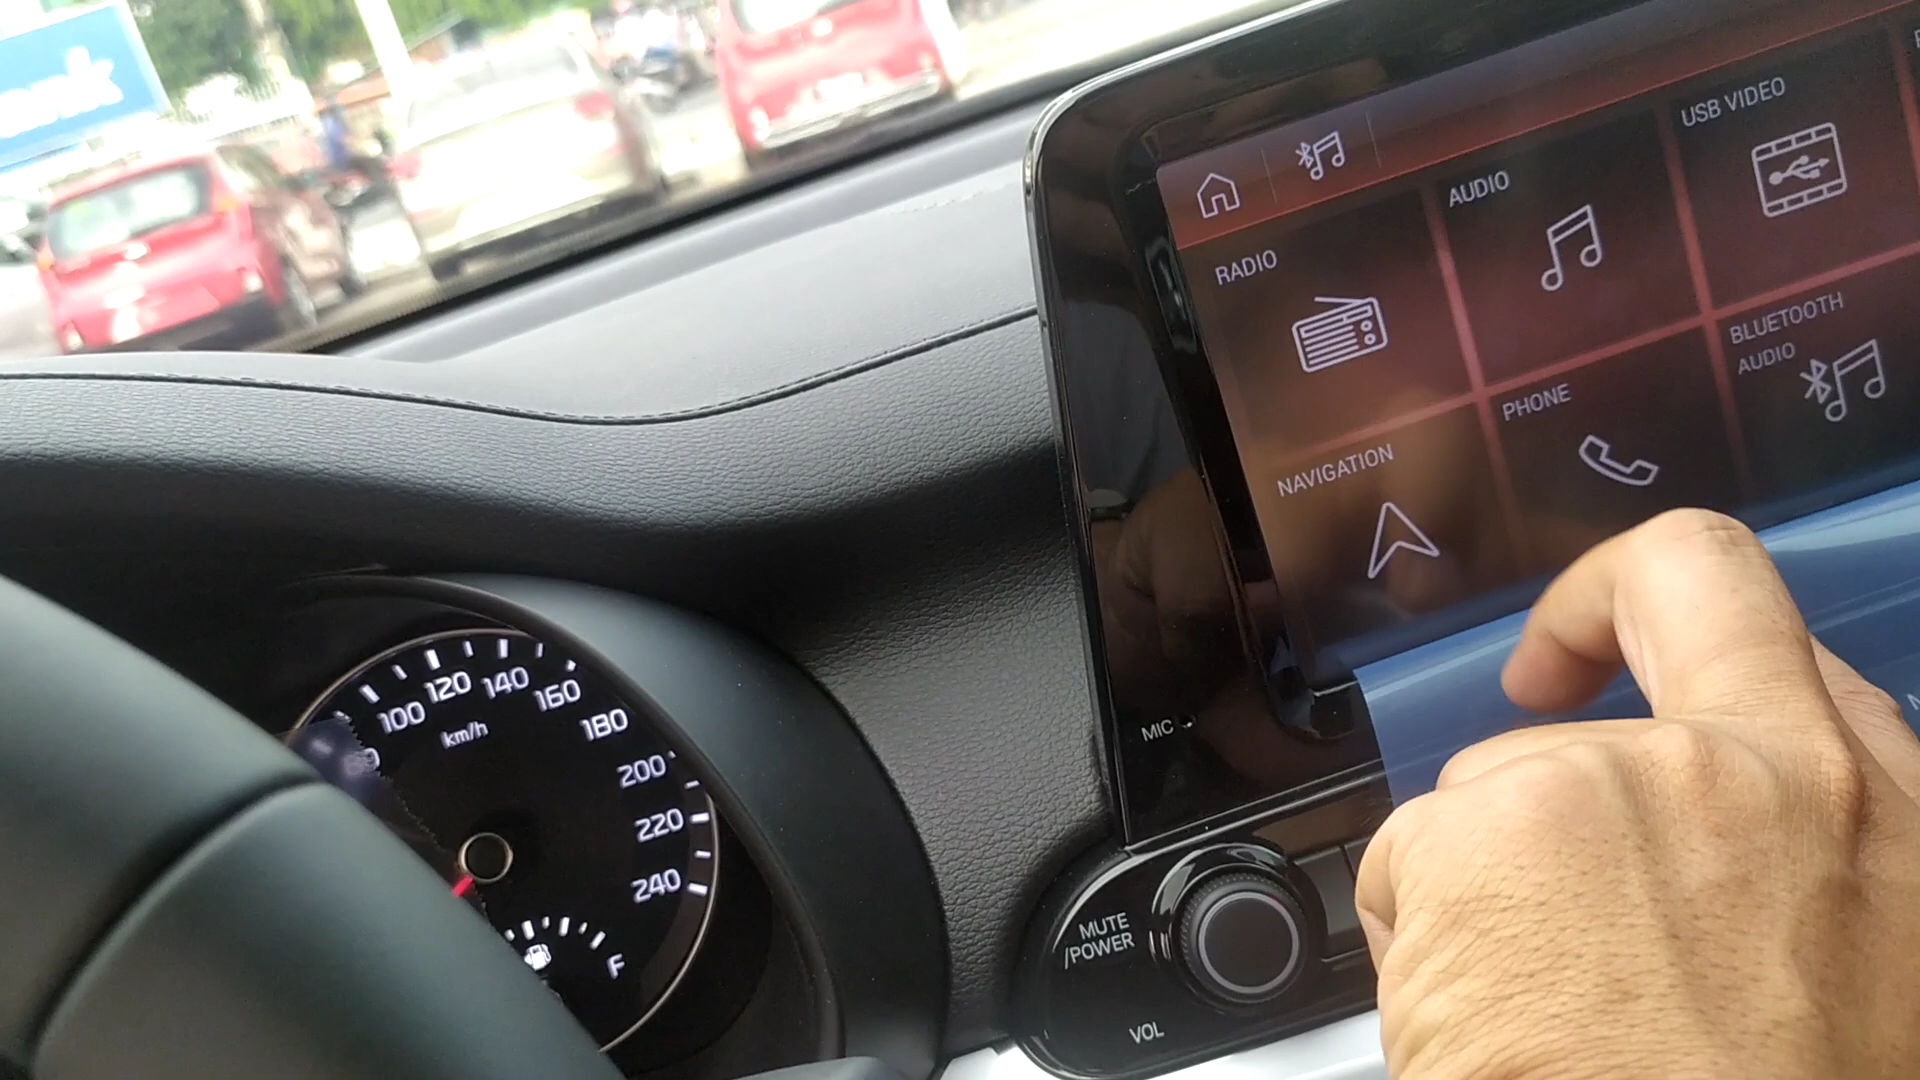 USB VIDEO
AUDIO
RADIO
BLUETOOTH
AUDIO
PHONE
NAVIGATION
MIC
MUTE
/POWER
VOL
100
120
140
160
180
200
220
240
km/h
F